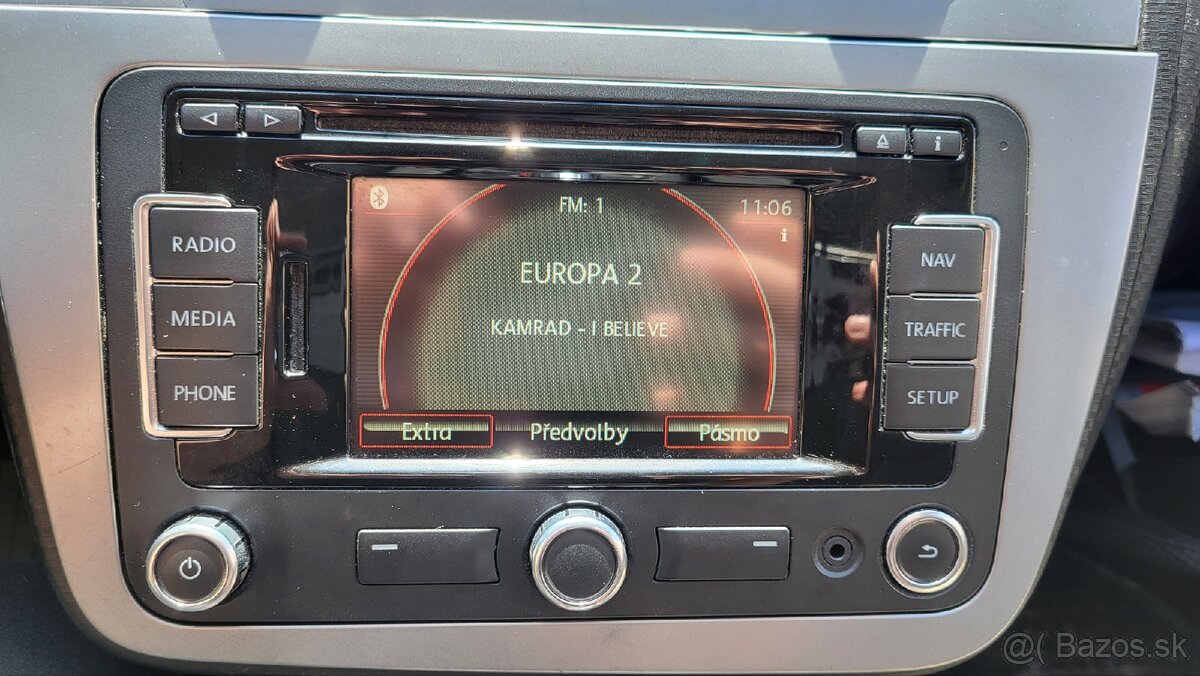 FM: 1
11:06
i
i
EUROPA 2
KAMRAD - I BELIEVE
Extra
Předvolby
Pásmo
RADIO
MEDIA
PHONE
NAV
TRAFFIC
SETUP
@( Bazos.sk